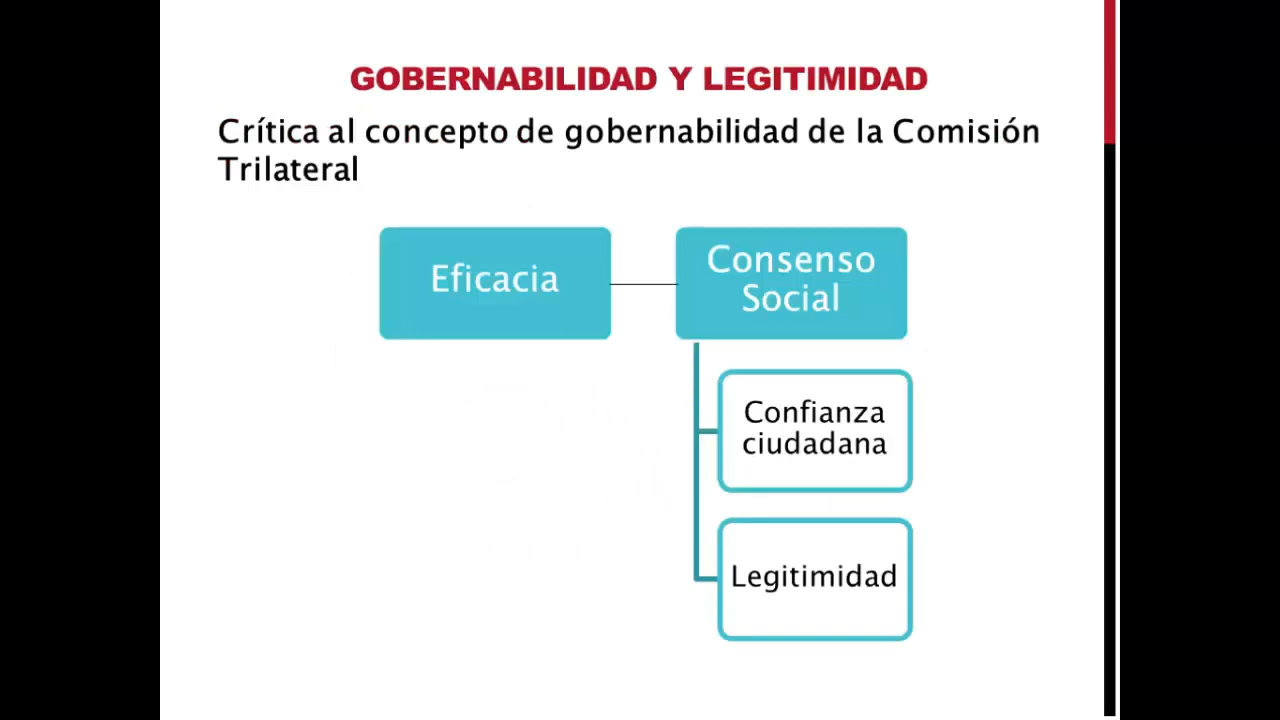 GOBERNABILIDAD Y LEGITIMIDAD
Crítica al concepto de gobernabilidad de la Comisión
Trilateral
Eficacia
Consenso
Social
Confianza
ciudadana
Legitimidad